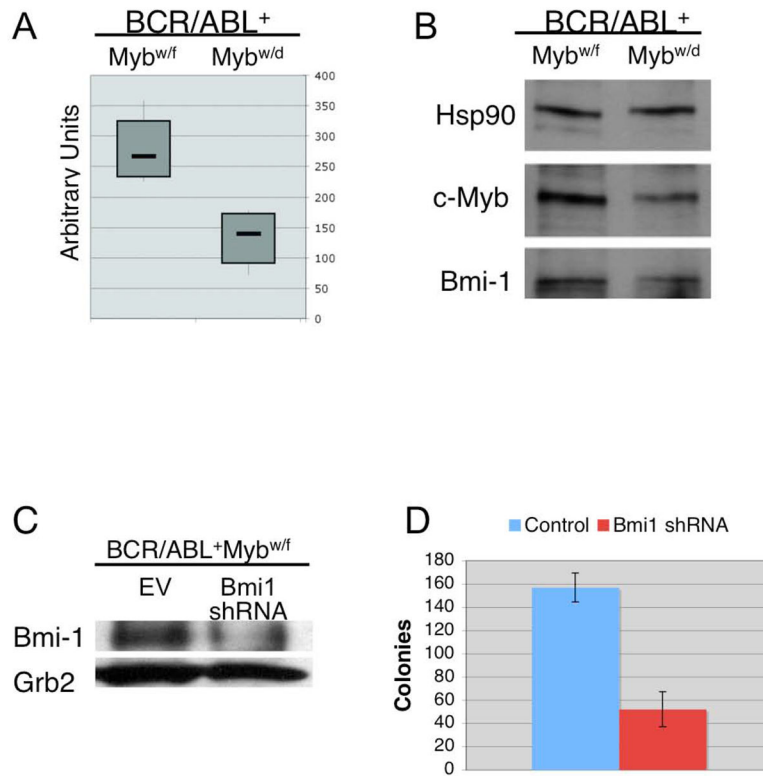 A
BCR/ABL+
Mybw/f Mybw/d
Arbitrary Units
400
350
300
250
200
150
100
50
0
B
BCR/ABL+
Mybw/f Mybw/d
Hsp90
c-Myb
Bmi-1
C
BCR/ABL+Mybw/f
EV Bmi1
shRNA
Bmi-1
Grb2
D
Control Bmi1 shRNA
Colonies
180
160
140
120
100
80
60
40
20
0